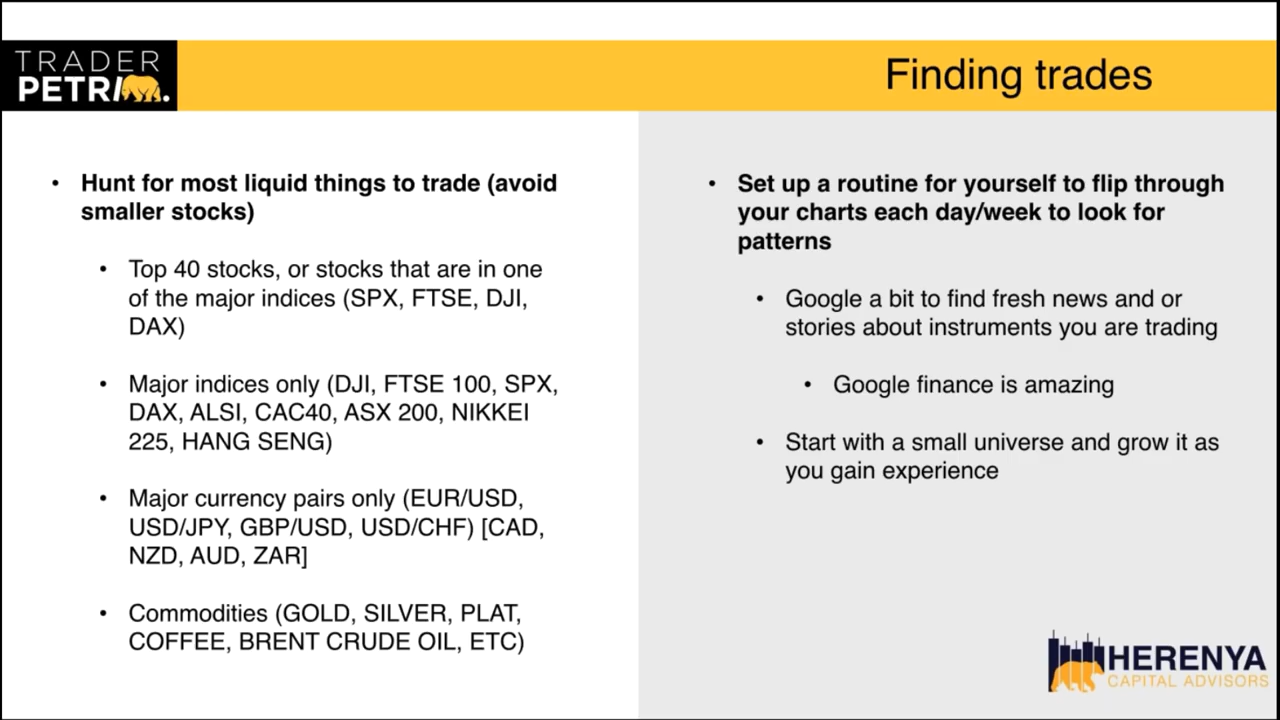 TRADER
PETRI.
Finding trades
• Hunt for most liquid things to trade (avoid
smaller stocks)
• Top 40 stocks, or stocks that are in one
of the major indices (SPX, FTSE, DJI,
DAX)
• Major indices only (DJI, FTSE 100, SPX,
DAX, ALSI, CAC40, ASX 200, NIKKEI
225, HANG SENG)
• Major currency pairs only (EUR/USD,
USD/JPY, GBP/USD, USD/CHF) [CAD,
NZD, AUD, ZAR]
• Commodities (GOLD, SILVER, PLAT,
COFFEE, BRENT CRUDE OIL, ETC)
• Set up a routine for yourself to flip through
your charts each day/week to look for
patterns
• Google a bit to find fresh news and or
stories about instruments you are trading
• Google finance is amazing
• Start with a small universe and grow it as
you gain experience
HERENYA
CAPITAL ADVISORS